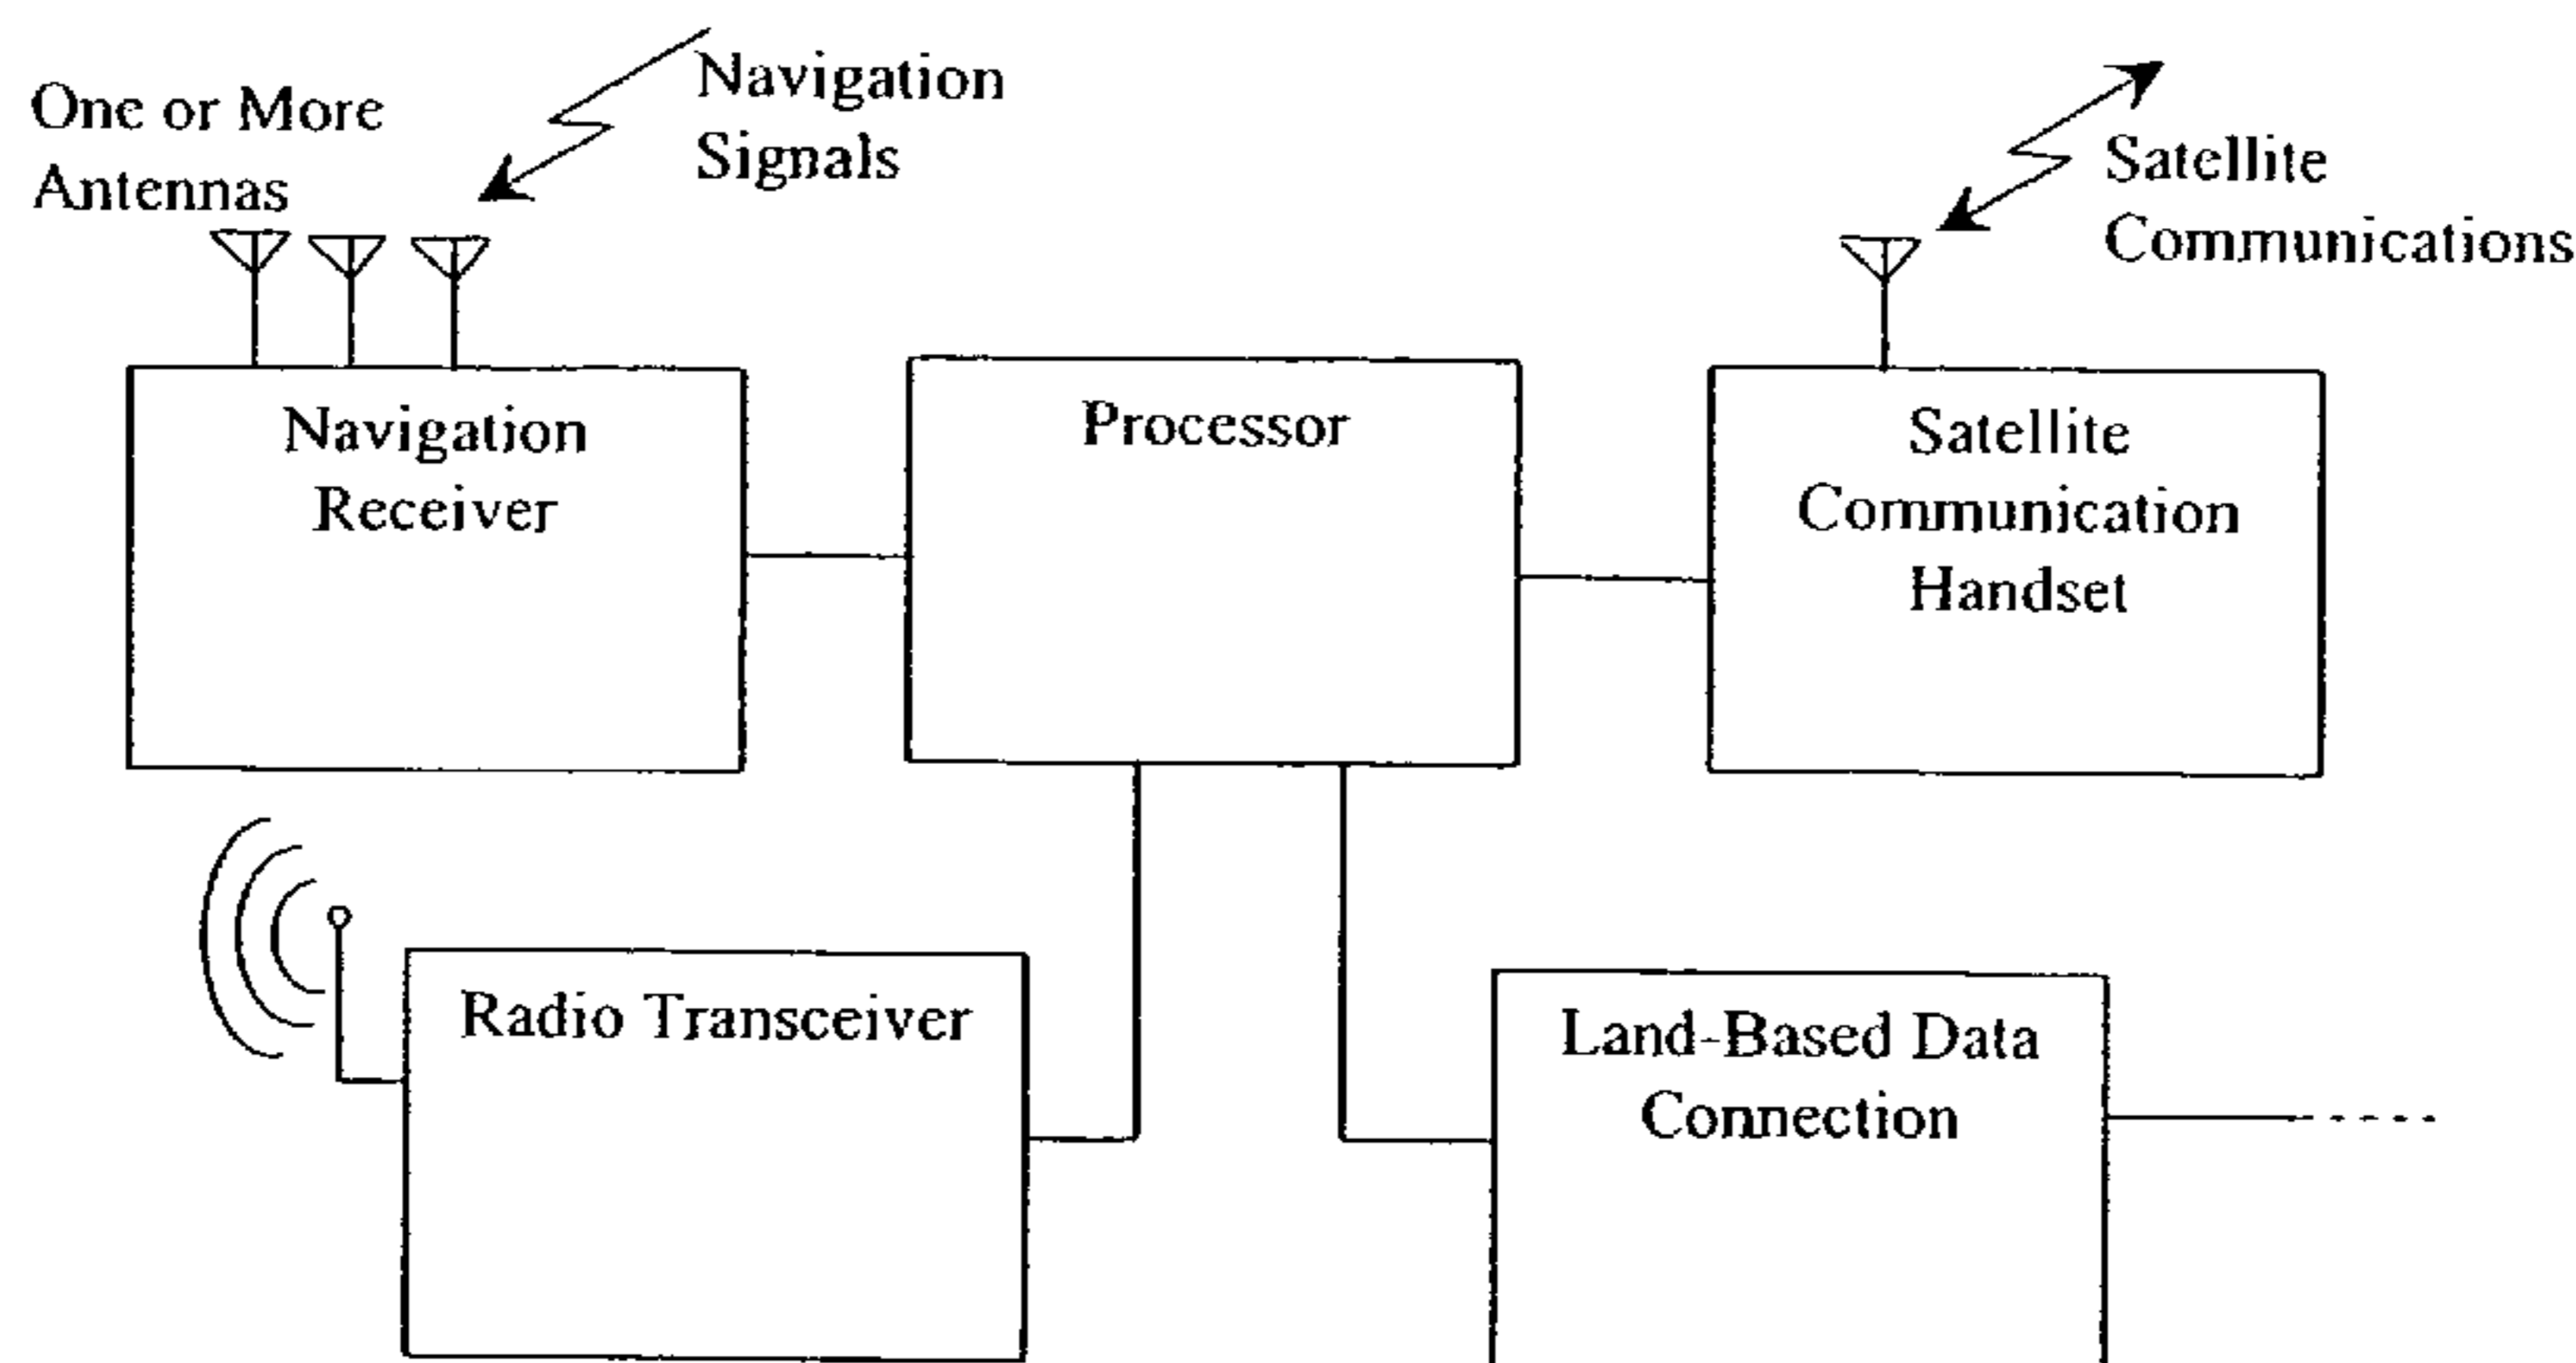 One or More
Antennas
Navigation
Signals
Satellite
Communications
Navigation
Receiver
Processor
Satellite
Communication
Handset
Radio Transceiver
Land-Based Data
Connection